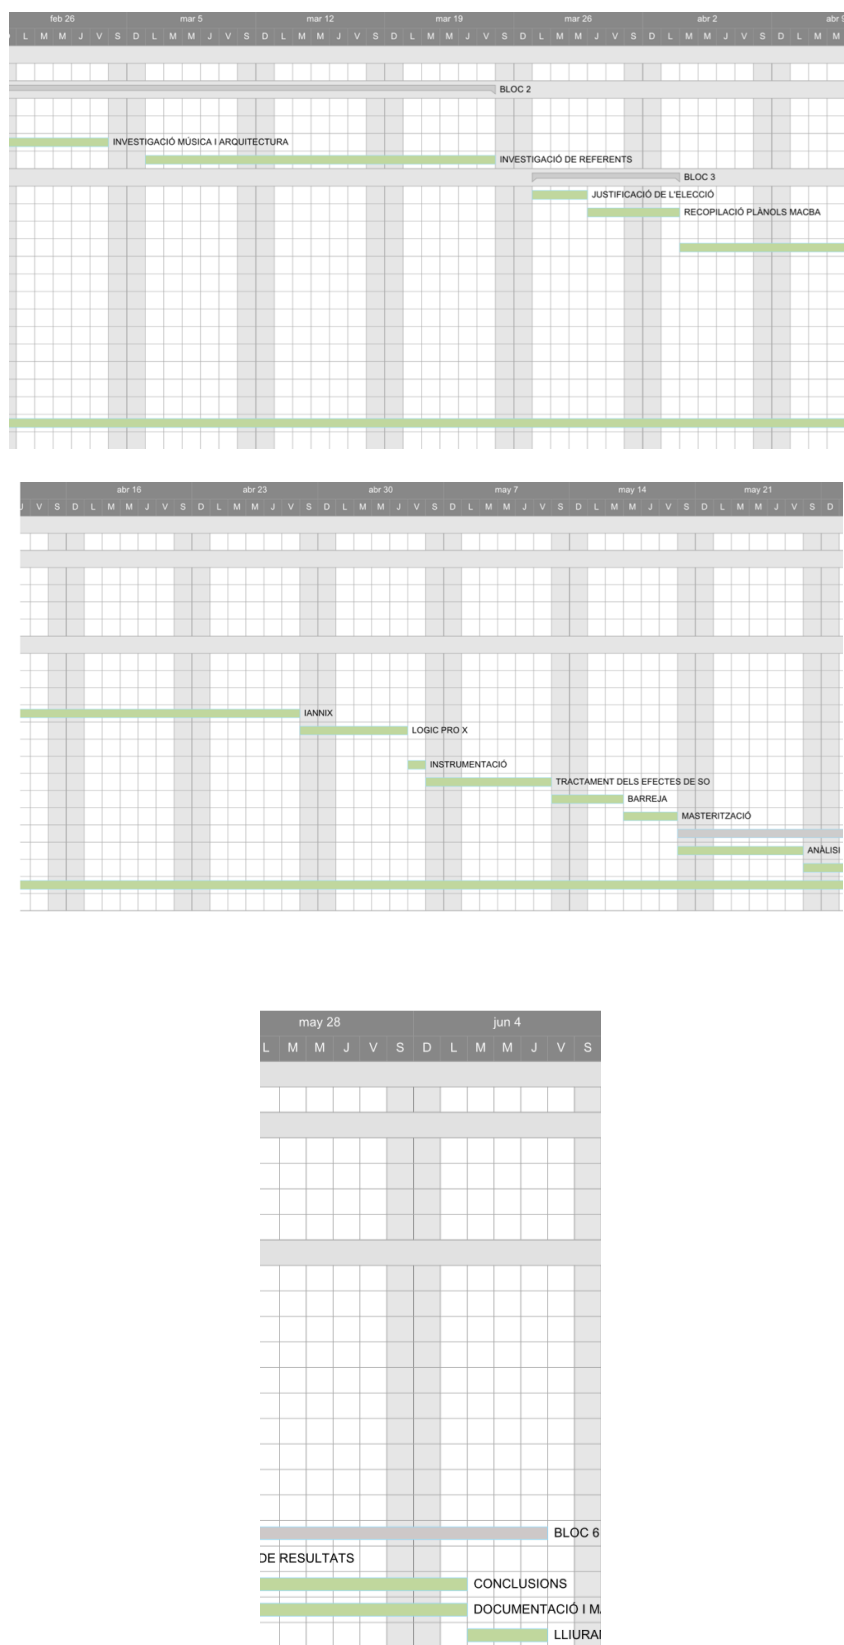 feb 26 mar 5 mar 12 mar 19 mar 26 abr 2 abr 9
L M M J V S D L M M J V S D L M M J V S D L M M J V S D L M M J V S D L M M J V S D L M M
BLOC 2
INVESTIGACIÓ MÚSICA I ARQUITECTURA
INVESTIGACIÓ DE REFERENTS
BLOC 3
JUSTIFICACIÓ DE L'ELECCIÓ
RECOPILACIÓ PLÀNOLS MACBA
abr 16 abr 23 abr 30 may 7 may 14 may 21
J V S D L M M J V S D L M M J V S D L M M J V S D L M M J V S D L M M J V S D L M M J V S D
IANNIX
LOGIC PRO X
INSTRUMENTACIÓ
TRACTAMENT DELS EFECTES DE SO
BARREJA
MASTERITZACIÓ
ANÀLISI
may 28 jun 4
L M M J V S D L M M J V S
BLOC 6
DE RESULTATS
CONCLUSIONS
DOCUMENTACIÓ I